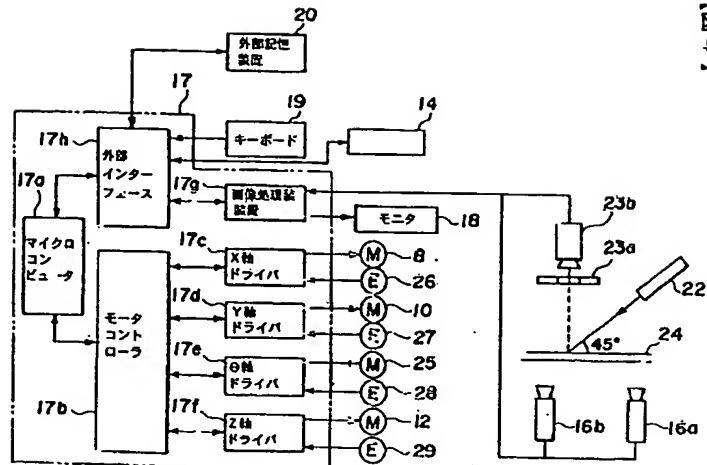 20
外部記憶
装置
17
19
14
17h
キーボード
外部
インター
フェース
17a
17g
画像処理装
装置
モニタ
18
23b
マイクロ
コン
ピュータ
17c
X軸
ドライバ
M
8
E
26
23a
22
17d
Y軸
ドライバ
M
10
E
27
モータ
コント
ローラ
17e
Θ軸
ドライバ
M
25
E
28
45°
24
17b
17f
Z軸
ドライバ
M
12
E
29
16b
16a